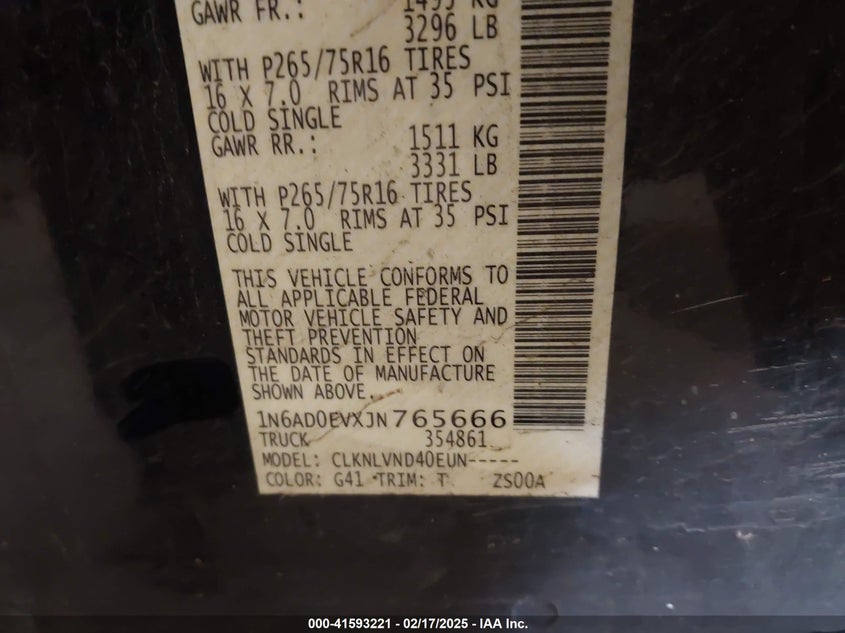 GAWR FR.: 1495 KG
3296 LB
WITH P265/75R16 TIRES
16 X 7.0 RIMS AT 35 PSI
COLD SINGLE
GAWR RR.: 1511 KG
3331 LB
WITH P265/75R16 TIRES
16 X 7.0 RIMS AT 35 PSI
COLD SINGLE
THIS VEHICLE CONFORMS TO
ALL APPLICABLE FEDERAL
MOTOR VEHICLE SAFETY AND
THEFT PREVENTION
STANDARDS IN EFFECT ON
THE DATE OF MANUFACTURE
SHOWN ABOVE.
1N6AD0EVXJN765666
TRUCK 354861
MODEL: CLKNLVND40EUN-----
COLOR: G41 TRIM: T ZS00A
000-41593221 - 02/17/2025 - IAA Inc.